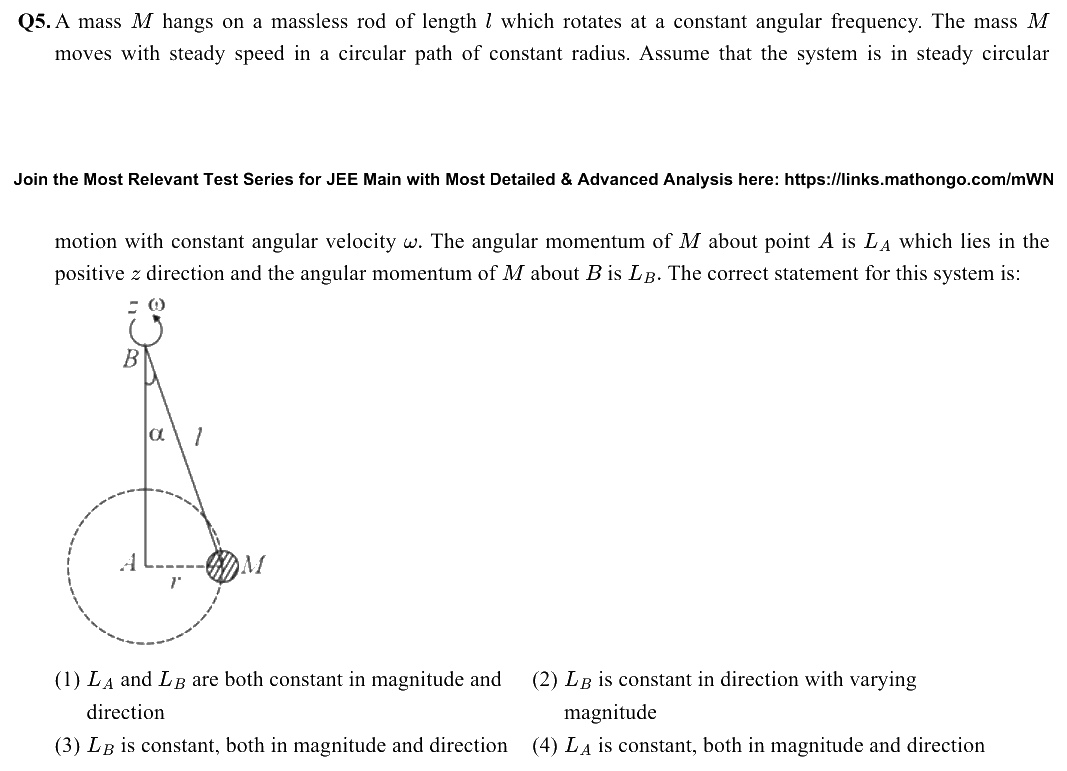 Q5. A mass M hangs on a massless rod of length l which rotates at a constant angular frequency. The mass M
moves with steady speed in a circular path of constant radius. Assume that the system is in steady circular
Join the Most Relevant Test Series for JEE Main with Most Detailed & Advanced Analysis here: https://links.mathongo.com/mWN
motion with constant angular velocity ω. The angular momentum of M about point A is L_A which lies in the
positive z direction and the angular momentum of M about B is L_B. The correct statement for this system is:
z ω
B
α l
A M
r
(1) L_A and L_B are both constant in magnitude and direction
(2) L_B is constant in direction with varying magnitude
(3) L_B is constant, both in magnitude and direction
(4) L_A is constant, both in magnitude and direction